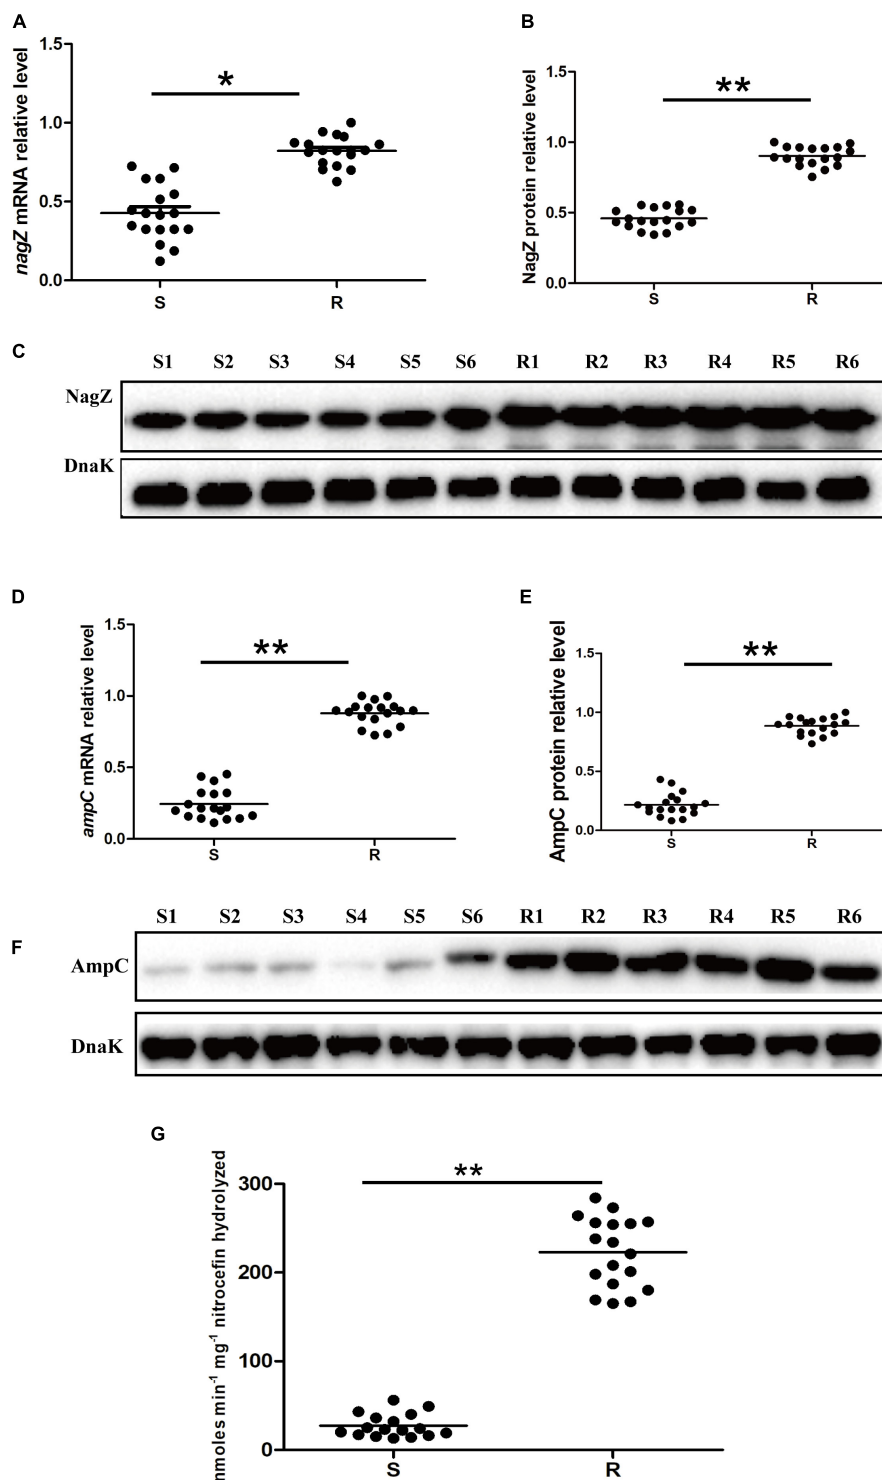 A
nagZ mRNA relative level
1.5
1.0
0.5
0.0
*
S R
B
NagZ protein relative level
1.5
1.0
0.5
0.0
**
S R
C
S1 S2 S3 S4 S5 S6 R1 R2 R3 R4 R5 R6
NagZ
DnaK
D
ampC mRNA relative level
1.5
1.0
0.5
0.0
**
S R
E
AmpC protein relative level
1.5
1.0
0.5
0.0
**
S R
F
S1 S2 S3 S4 S5 S6 R1 R2 R3 R4 R5 R6
AmpC
DnaK
G
nmoles min⁻¹ mg⁻¹ nitrocefin hydrolyzed
300
200
100
0
**
S R